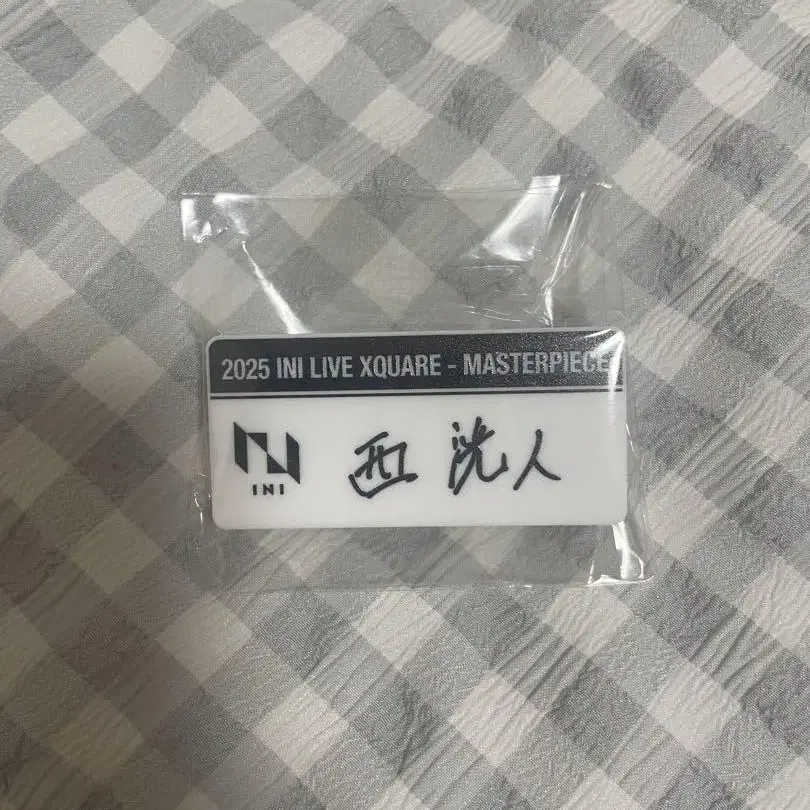 2025 INI LIVE XQUARE - MASTERPIECE
INI
西 洸人